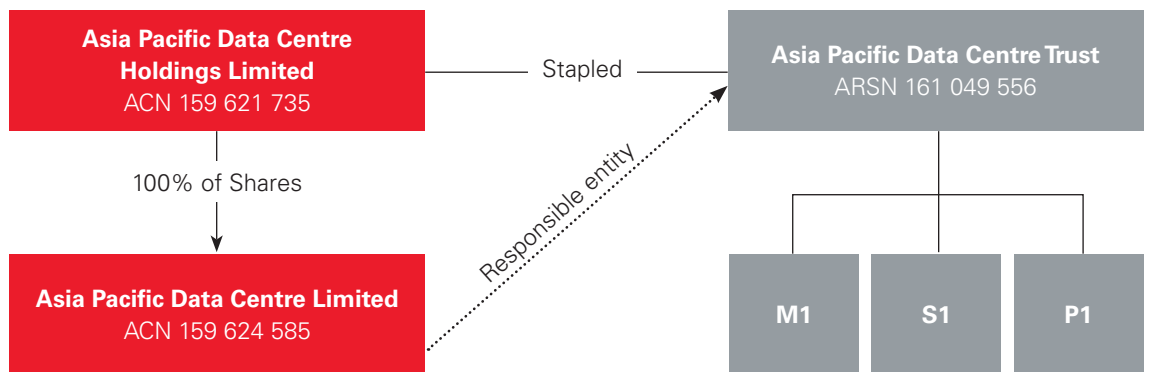 Asia Pacific Data Centre
Holdings Limited
ACN 159 621 735
Stapled
Asia Pacific Data Centre Trust
ARSN 161 049 556
100% of Shares
Responsible entity
Asia Pacific Data Centre Limited
ACN 159 624 585
M1
S1
P1